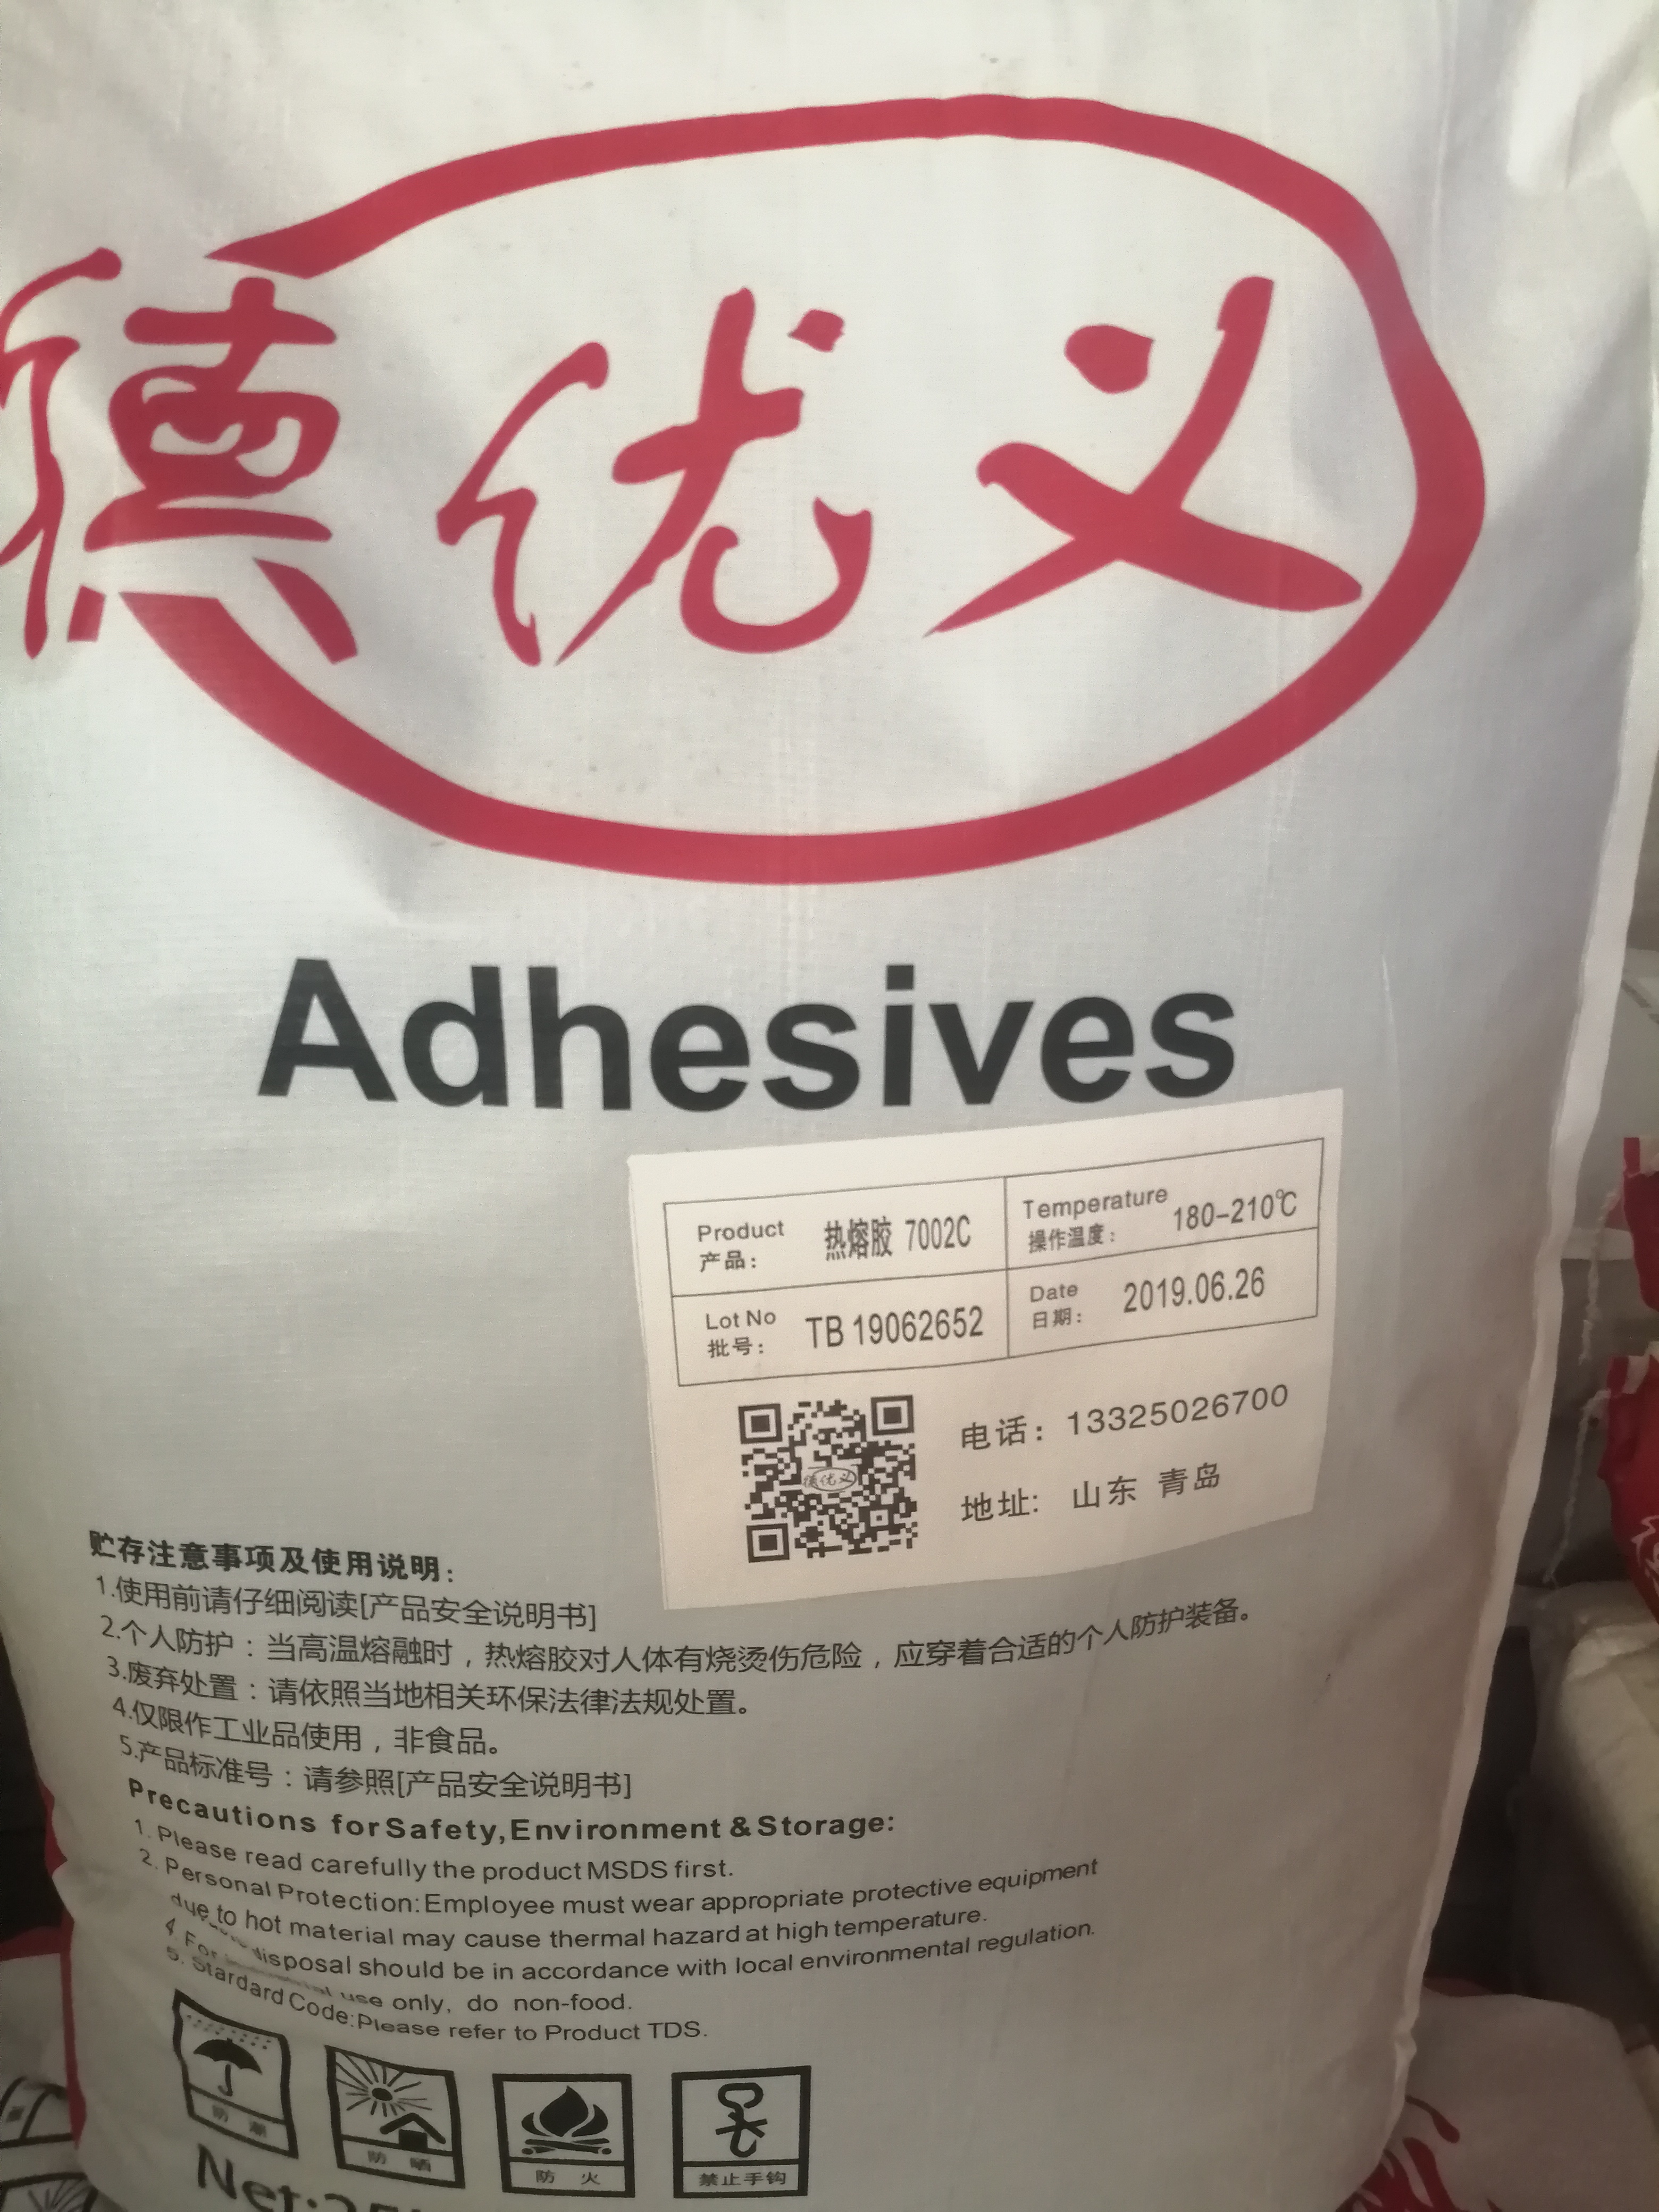 德优义
Adhesives
Product 热熔胶 7002C Temperature 180-210℃
产品: 操作温度:
Lot No TB 19062652 Date 2019.06.26
批号: 日期:
德优义
电话: 13325026700
地址: 山东 青岛
贮存注意事项及使用说明:
1.使用前请仔细阅读[产品安全说明书]
2.个人防护:当高温熔融时,热熔胶对人体有烧烫伤危险,应穿着合适的个人防护装备。
3.废弃处置:请依照当地相关环保法律法规处置。
4.仅限作工业品使用,非食品。
5.产品标准号:请参照[产品安全说明书]
Precautions for Safety, Environment & Storage:
1. Please read carefully the product MSDS first.
2. Personal Protection: Employee must wear appropriate protective equipment
due to hot material may cause thermal hazard at high temperature.
disposal should be in accordance with local environmental regulation.
4. For use only, do non-food.
5. Stardard Code: Please refer to Product TDS.
防潮 防晒 防火 禁止手钩
Net: